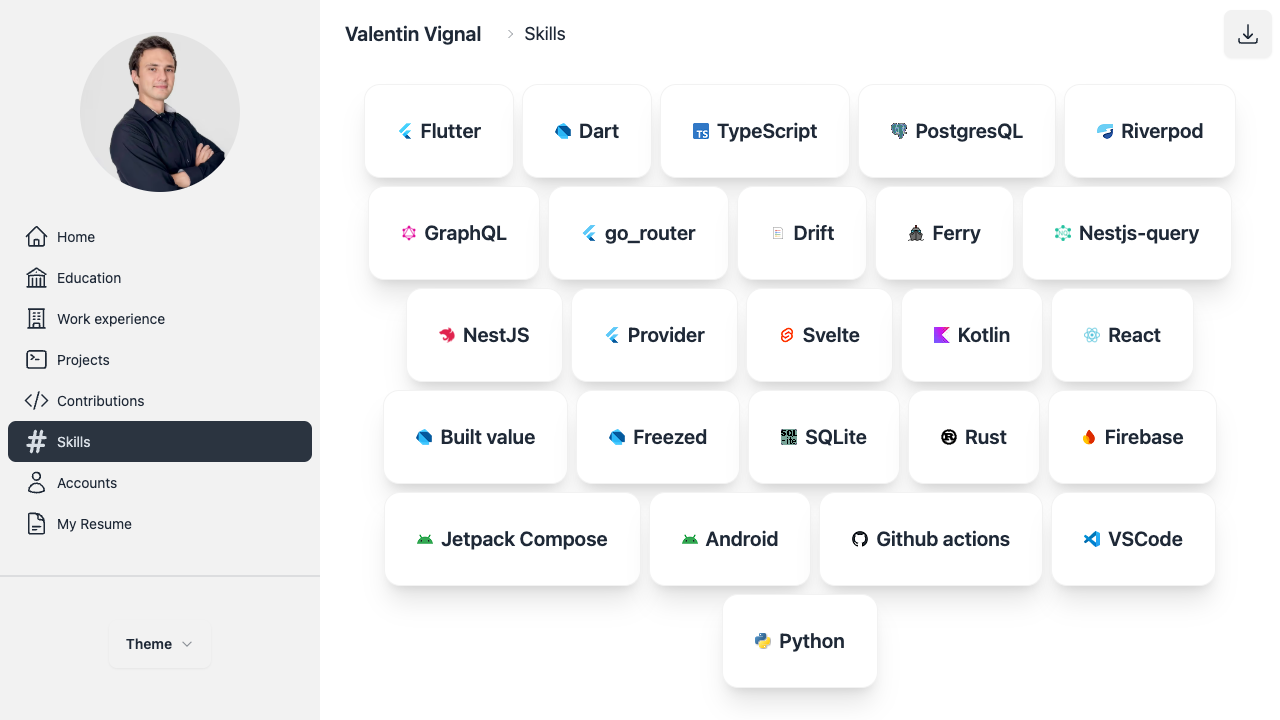 Valentin Vignal
Skills
Home
Education
Work experience
Projects
Contributions
Skills
Accounts
My Resume
Theme
Flutter
Dart
TypeScript
PostgresQL
Riverpod
GraphQL
go_router
Drift
Ferry
Nestjs-query
NestJS
Provider
Svelte
Kotlin
React
Built value
Freezed
SQLite
Rust
Firebase
Jetpack Compose
Android
Github actions
VSCode
Python